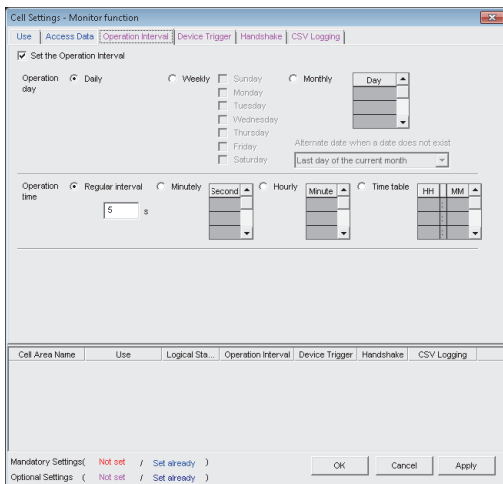 Cell Settings - Monitor function
Use Access Data Operation Interval Device Trigger Handshake CSV Logging
Set the Operation Interval
Operation day Daily Weekly Sunday Monthly Day
Monday
Tuesday
Wednesday
Thursday
Friday Alternate date when a date does not exist
Saturday Last day of the current month
Operation time Regular interval Minutely Second Hourly Minute Time table HH MM
5 s
Cell Area Name Use Logical Sta... Operation Interval Device Trigger Handshake CSV Logging
Mandatory Settings( Not set / Set already )
Optional Settings ( Not set / Set already )
OK Cancel Apply